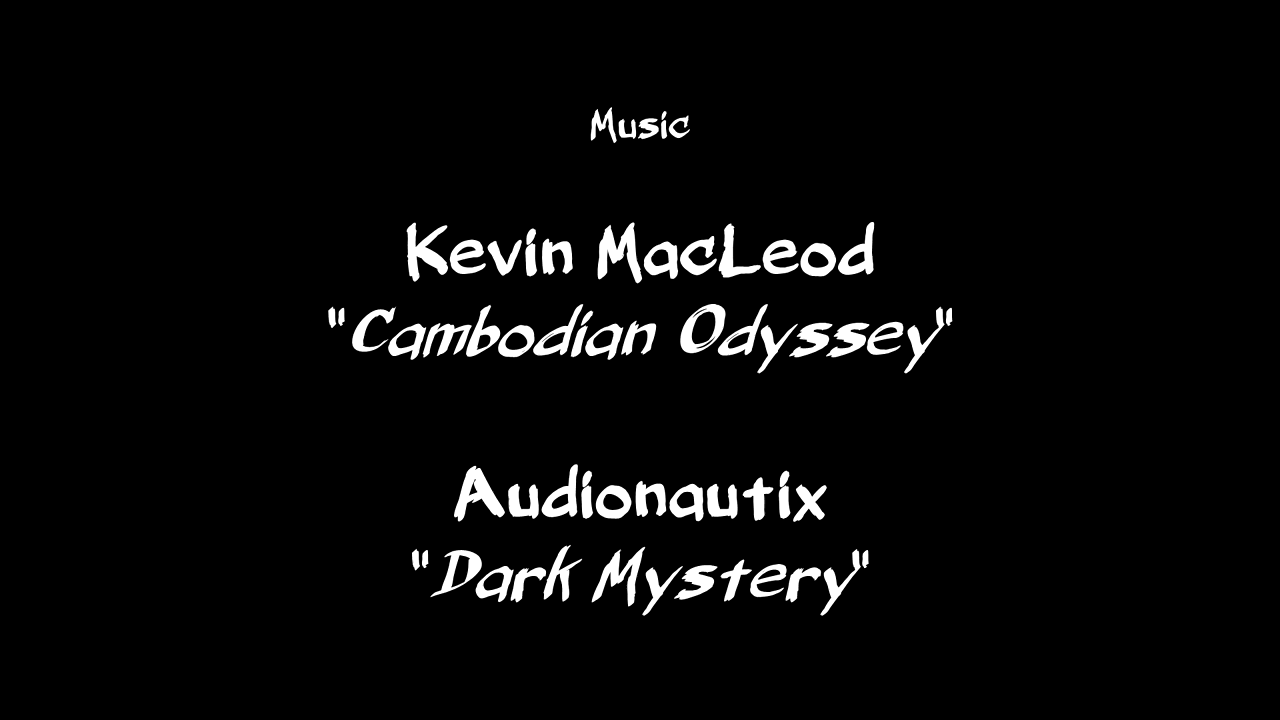 Music
Kevin MacLeod
"Cambodian Odyssey"
Audionautix
"Dark Mystery"